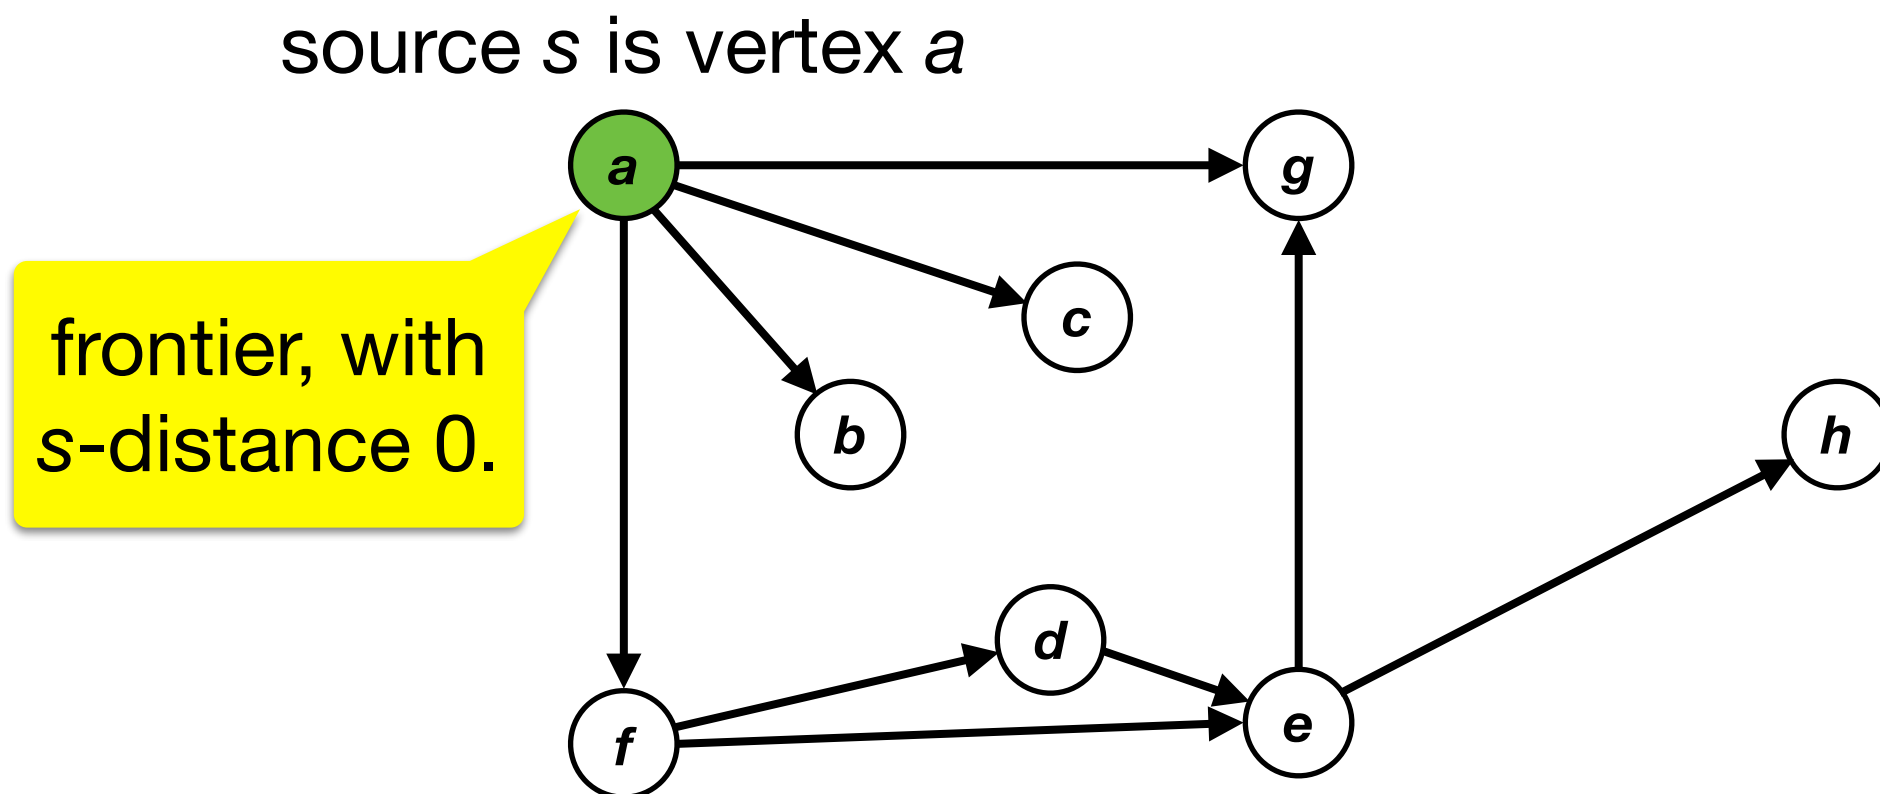 source s is vertex a
a
g
c
frontier, with
s-distance 0.
b
h
d
f
e